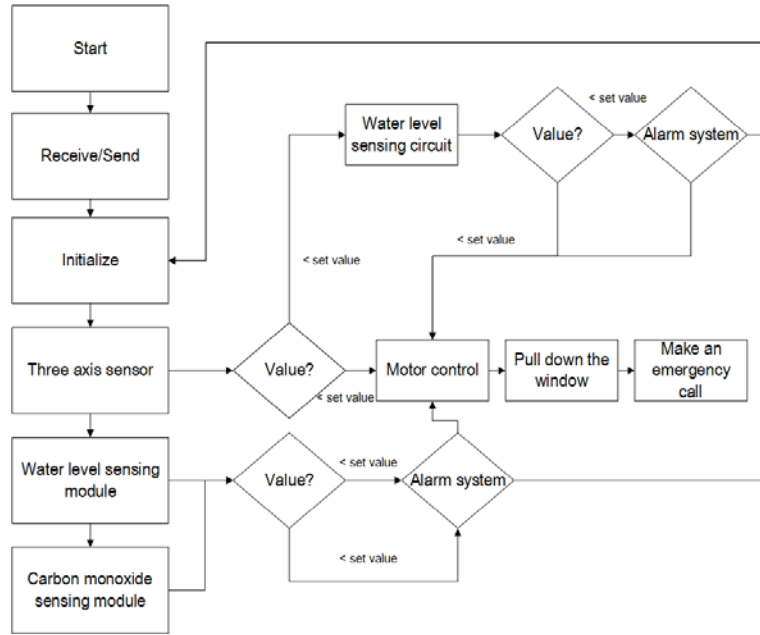 Start
Receive/Send
Initialize
Three axis sensor
Water level sensing
module
Carbon monoxide
sensing module
Water level
sensing circuit
Value?
< set value
Alarm system
< set value
< set value
Value?
< set value
Motor control
Pull down the
window
Make an
emergency
call
Value?
< set value
Alarm system
< set value